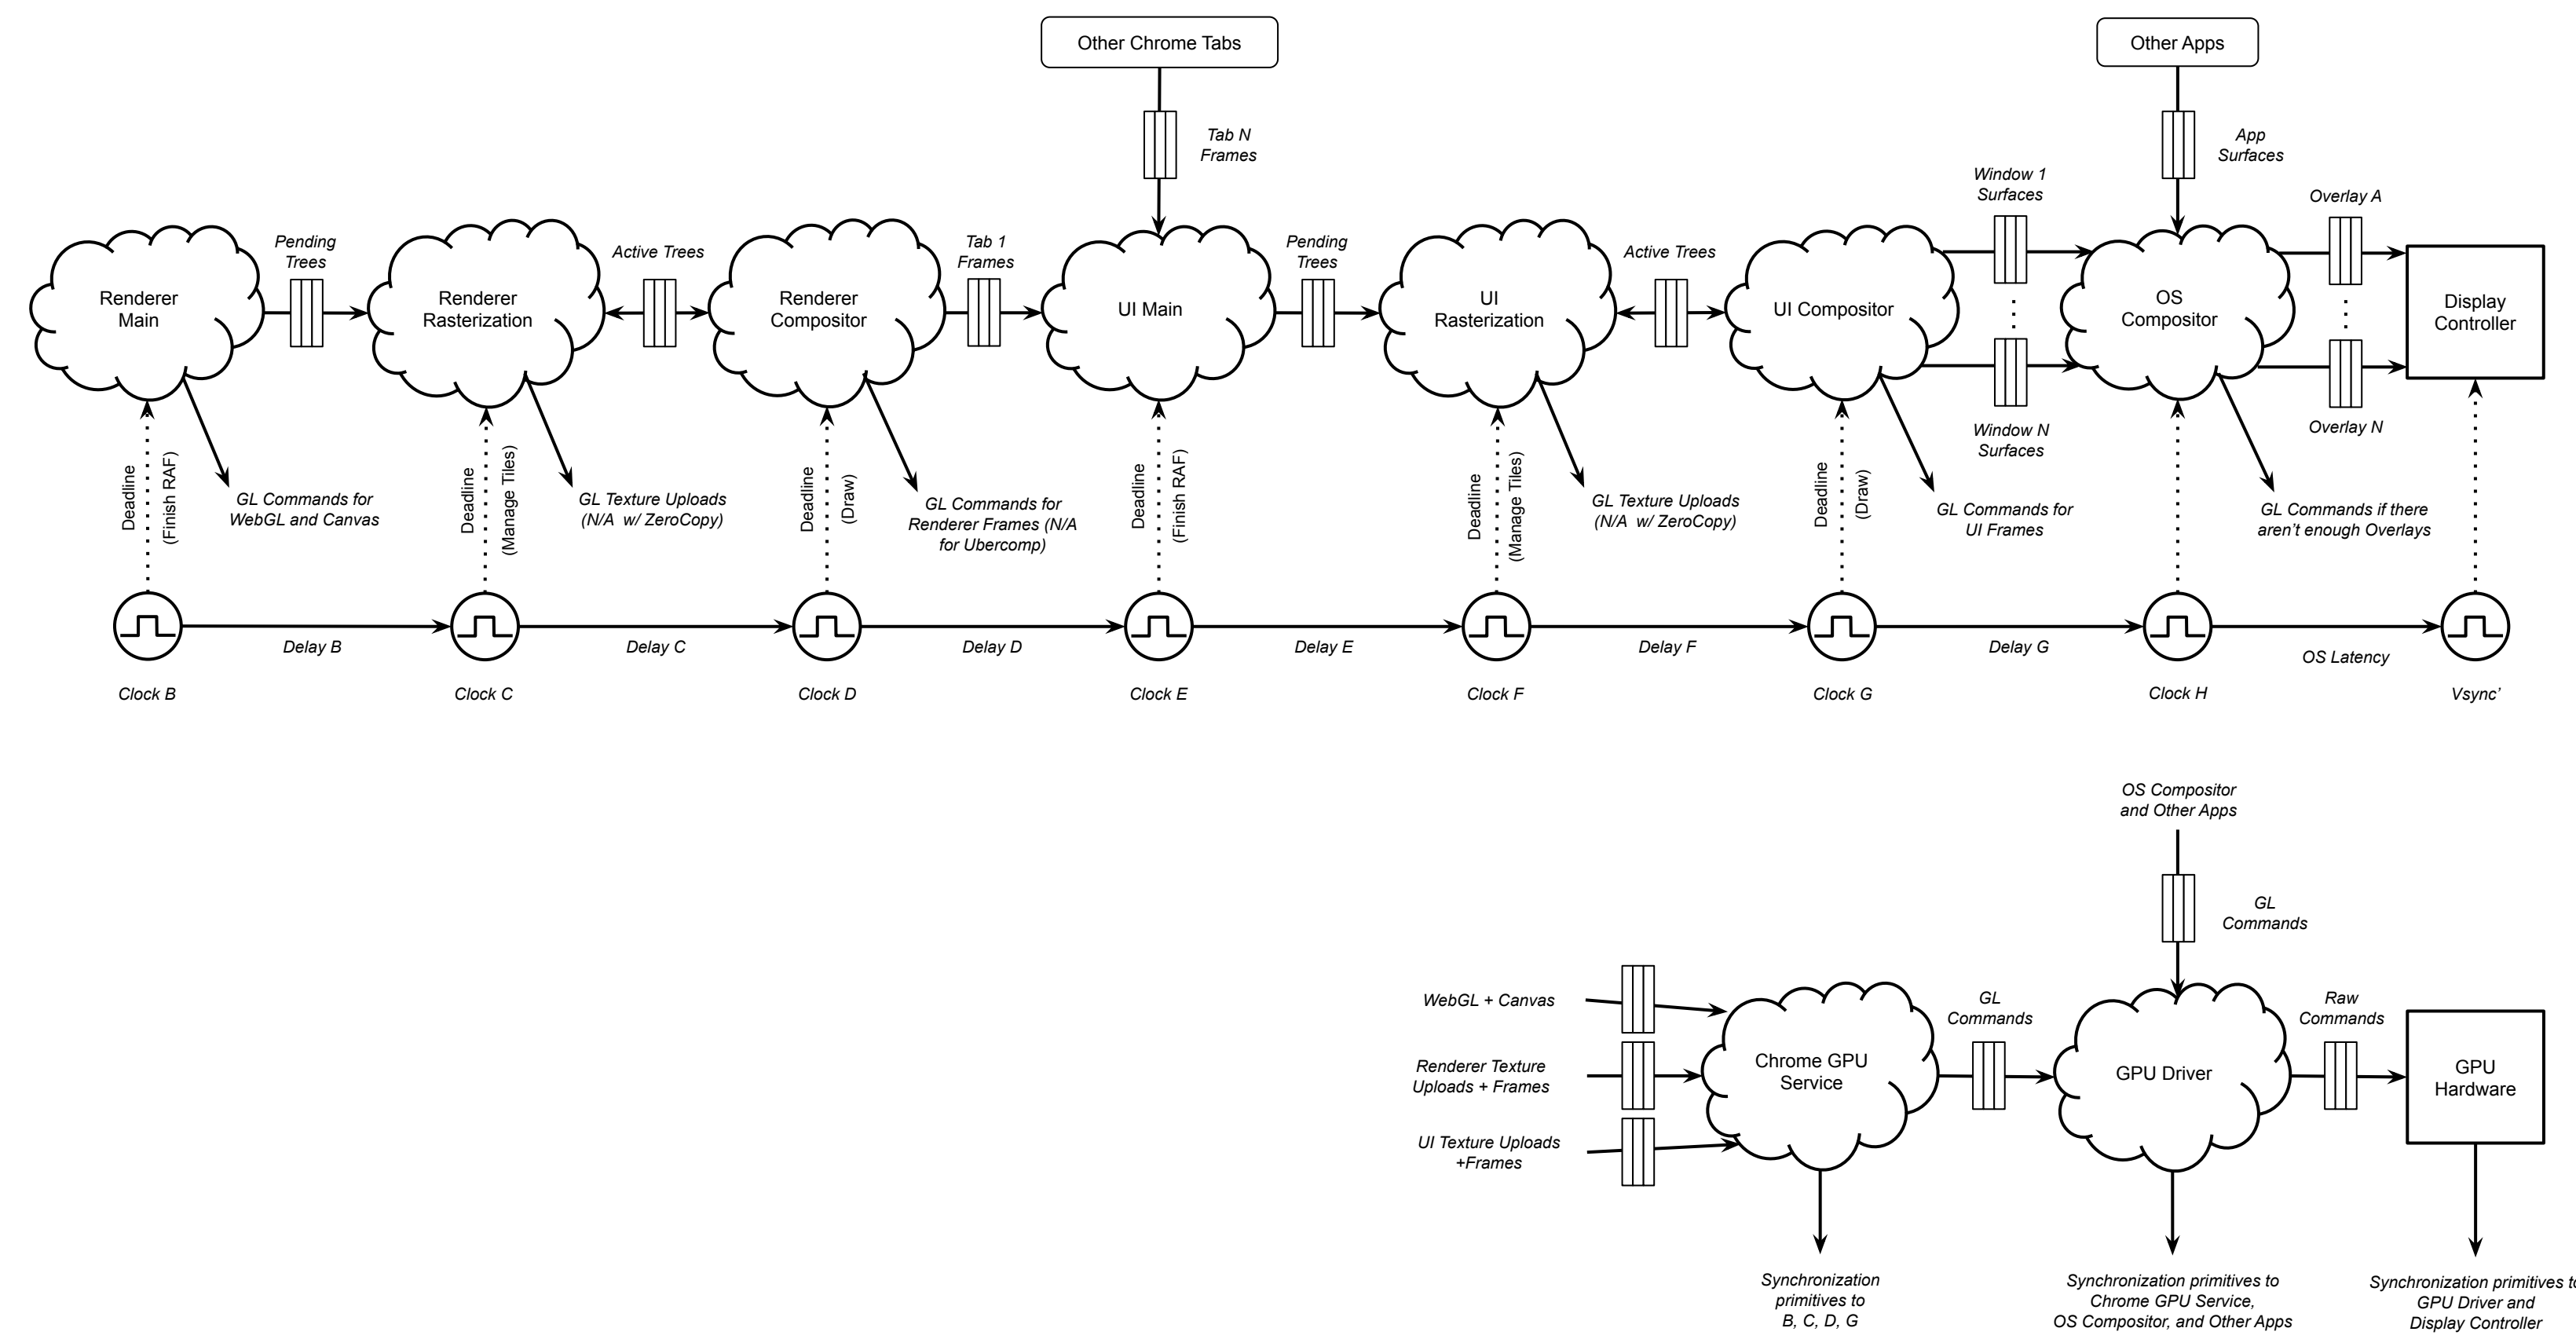 Other Chrome Tabs
Other Apps
Tab N
Frames
App
Surfaces
Window 1
Surfaces
Overlay A
Pending
Trees
Active Trees
Tab 1
Frames
Pending
Trees
Active Trees
Renderer
Main
Renderer
Rasterization
Renderer
Compositor
UI Main
UI
Rasterization
UI Compositor
OS
Compositor
Display
Controller
Window N
Surfaces
Overlay N
Deadline
(Finish RAF)
GL Commands for
WebGL and Canvas
Deadline
(Manage Tiles)
GL Texture Uploads
(N/A w/ ZeroCopy)
Deadline
(Draw)
GL Commands for
Renderer Frames (N/A
for Ubercomp)
Deadline
(Finish RAF)
Deadline
(Manage Tiles)
GL Texture Uploads
(N/A w/ ZeroCopy)
Deadline
(Draw)
GL Commands for
UI Frames
GL Commands if there
aren't enough Overlays
Delay B
Delay C
Delay D
Delay E
Delay F
Delay G
OS Latency
Clock B
Clock C
Clock D
Clock E
Clock F
Clock G
Clock H
Vsync’
OS Compositor
and Other Apps
GL
Commands
WebGL + Canvas
Renderer Texture
Uploads + Frames
UI Texture Uploads
+Frames
Chrome GPU
Service
GL
Commands
GPU Driver
Raw
Commands
GPU
Hardware
Synchronization
primitives to
B, C, D, G
Synchronization primitives to
Chrome GPU Service,
OS Compositor, and Other Apps
Synchronization primitives to
GPU Driver and
Display Controller